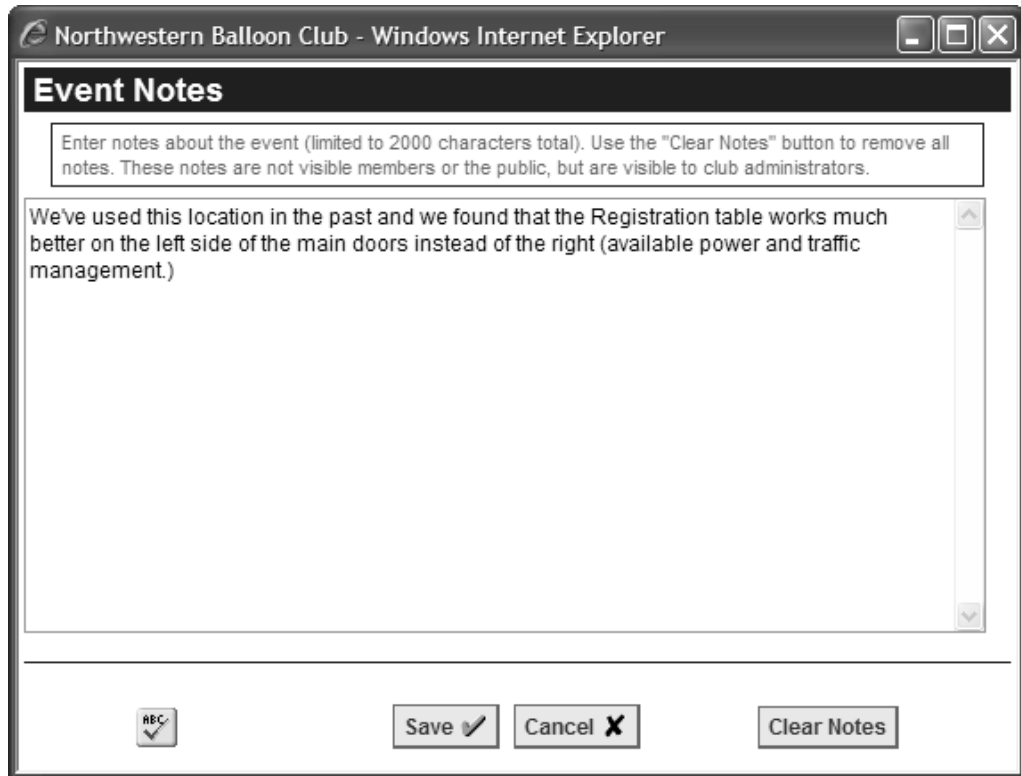 Northwestern Balloon Club - Windows Internet Explorer
Event Notes
Enter notes about the event (limited to 2000 characters total). Use the "Clear Notes" button to remove all
notes. These notes are not visible members or the public, but are visible to club administrators.
We've used this location in the past and we found that the Registration table works much
better on the left side of the main doors instead of the right (available power and traffic
management.)
ABC
Save
Cancel
Clear Notes